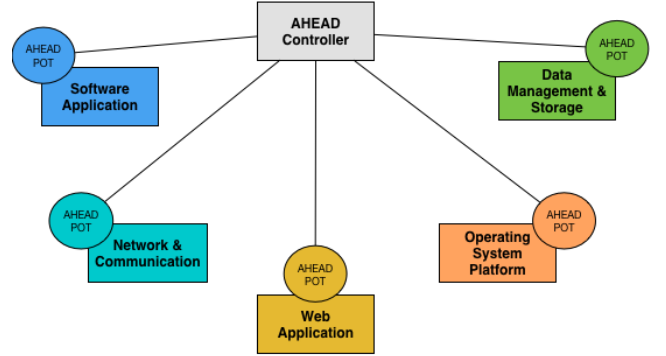 AHEAD
Controller
AHEAD
POT
Software
Application
AHEAD
POT
Data
Management &
Storage
AHEAD
POT
Network &
Communication
AHEAD
POT
Web
Application
AHEAD
POT
Operating
System
Platform